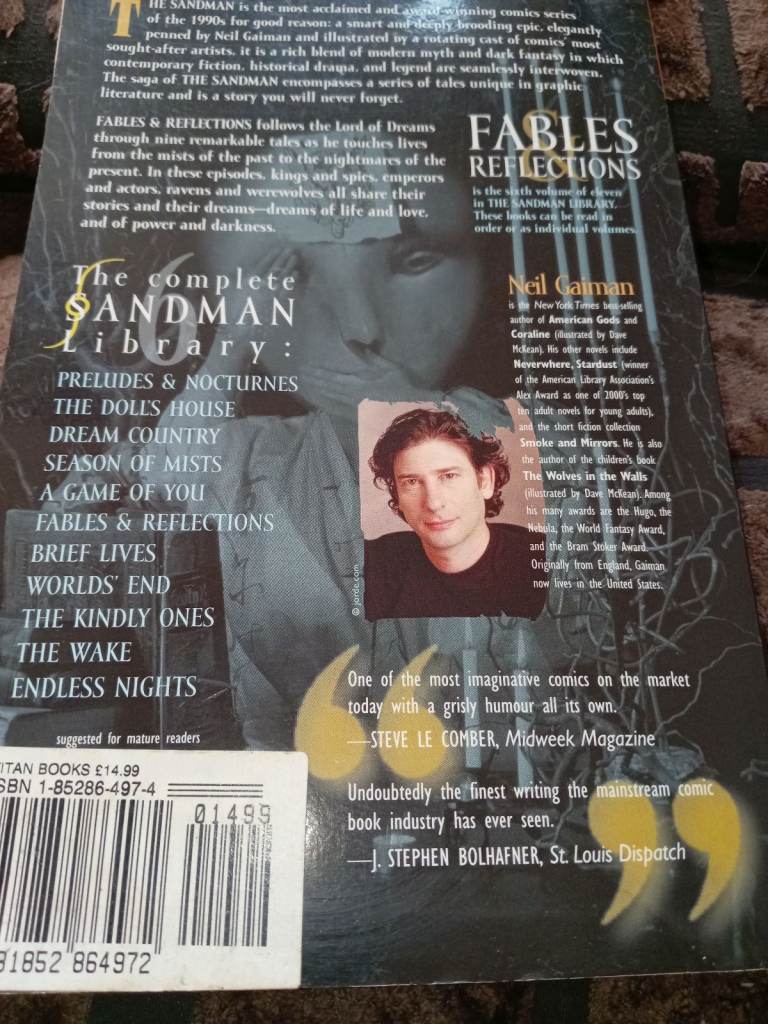 THE SANDMAN is the most acclaimed and award-winning comics series
of the 1990s for good reason: a smart and deeply brooding epic, elegantly
penned by Neil Gaiman and illustrated by a rotating cast of comics' most
sought-after artists, it is a rich blend of modern myth and dark fantasy in which
contemporary fiction, historical drama, and legend are seamlessly interwoven.
The saga of THE SANDMAN encompasses a series of tales unique in graphic
literature and is a story you will never forget.
FABLES & REFLECTIONS follows the Lord of Dreams
through nine remarkable tales as he touches lives
from the mists of the past to the nightmares of the
present. In these episodes, kings and spies, emperors
and actors, ravens and werewolves all share their
stories and their dreams—dreams of life and love,
and of power and darkness.
&
FABLES
REFLECTIONS
is the sixth volume of eleven
in THE SANDMAN LIBRARY.
These books can be read in
order or as individual volumes.
The complete
SANDMAN
Library:
6
PRELUDES & NOCTURNES
THE DOLL'S HOUSE
DREAM COUNTRY
SEASON OF MISTS
A GAME OF YOU
FABLES & REFLECTIONS
BRIEF LIVES
WORLDS' END
THE KINDLY ONES
THE WAKE
ENDLESS NIGHTS
suggested for mature readers
Neil Gaiman
is the New York Times best-selling
author of American Gods and
Coraline (illustrated by Dave
McKean). His other novels include
Neverwhere, Stardust (winner
of the American Library Association's
Alex Award as one of 2000's top
ten adult novels for young adults),
and the short fiction collection
Smoke and Mirrors. He is also
the author of the children's book
The Wolves in the Walls
(illustrated by Dave McKean). Among
his many awards are the Hugo, the
Nebula, the World Fantasy Award,
and the Bram Stoker Award.
Originally from England, Gaiman
now lives in the United States.
© jorde.com
“
One of the most imaginative comics on the market
today with a grisly humour all its own.
—STEVE LE COMBER, Midweek Magazine
Undoubtedly the finest writing the mainstream comic
book industry has ever seen.
—J. STEPHEN BOLHAFNER, St. Louis Dispatch
”
TITAN BOOKS £14.99
ISBN 1-85286-497-4
01499
81852 864972